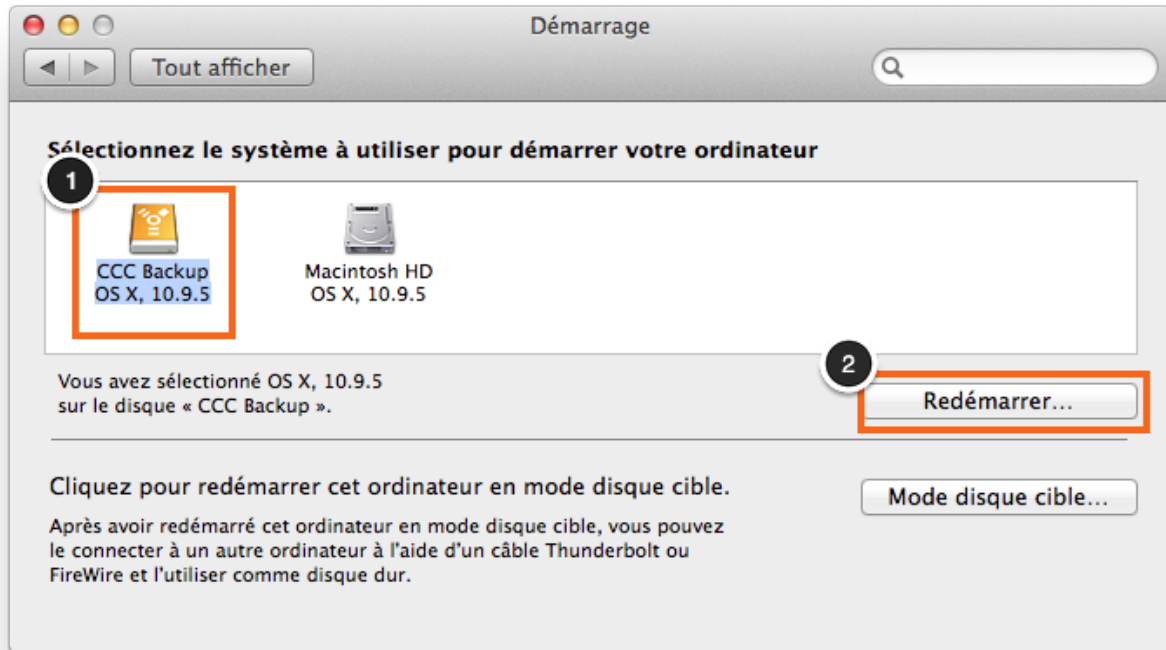 Démarrage
Tout afficher
Sélectionnez le système à utiliser pour démarrer votre ordinateur
1
CCC Backup
OS X, 10.9.5
Macintosh HD
OS X, 10.9.5
Vous avez sélectionné OS X, 10.9.5
sur le disque « CCC Backup ».
2
Redémarrer...
Cliquez pour redémarrer cet ordinateur en mode disque cible.
Mode disque cible...
Après avoir redémarré cet ordinateur en mode disque cible, vous pouvez
le connecter à un autre ordinateur à l'aide d'un câble Thunderbolt ou
FireWire et l'utiliser comme disque dur.